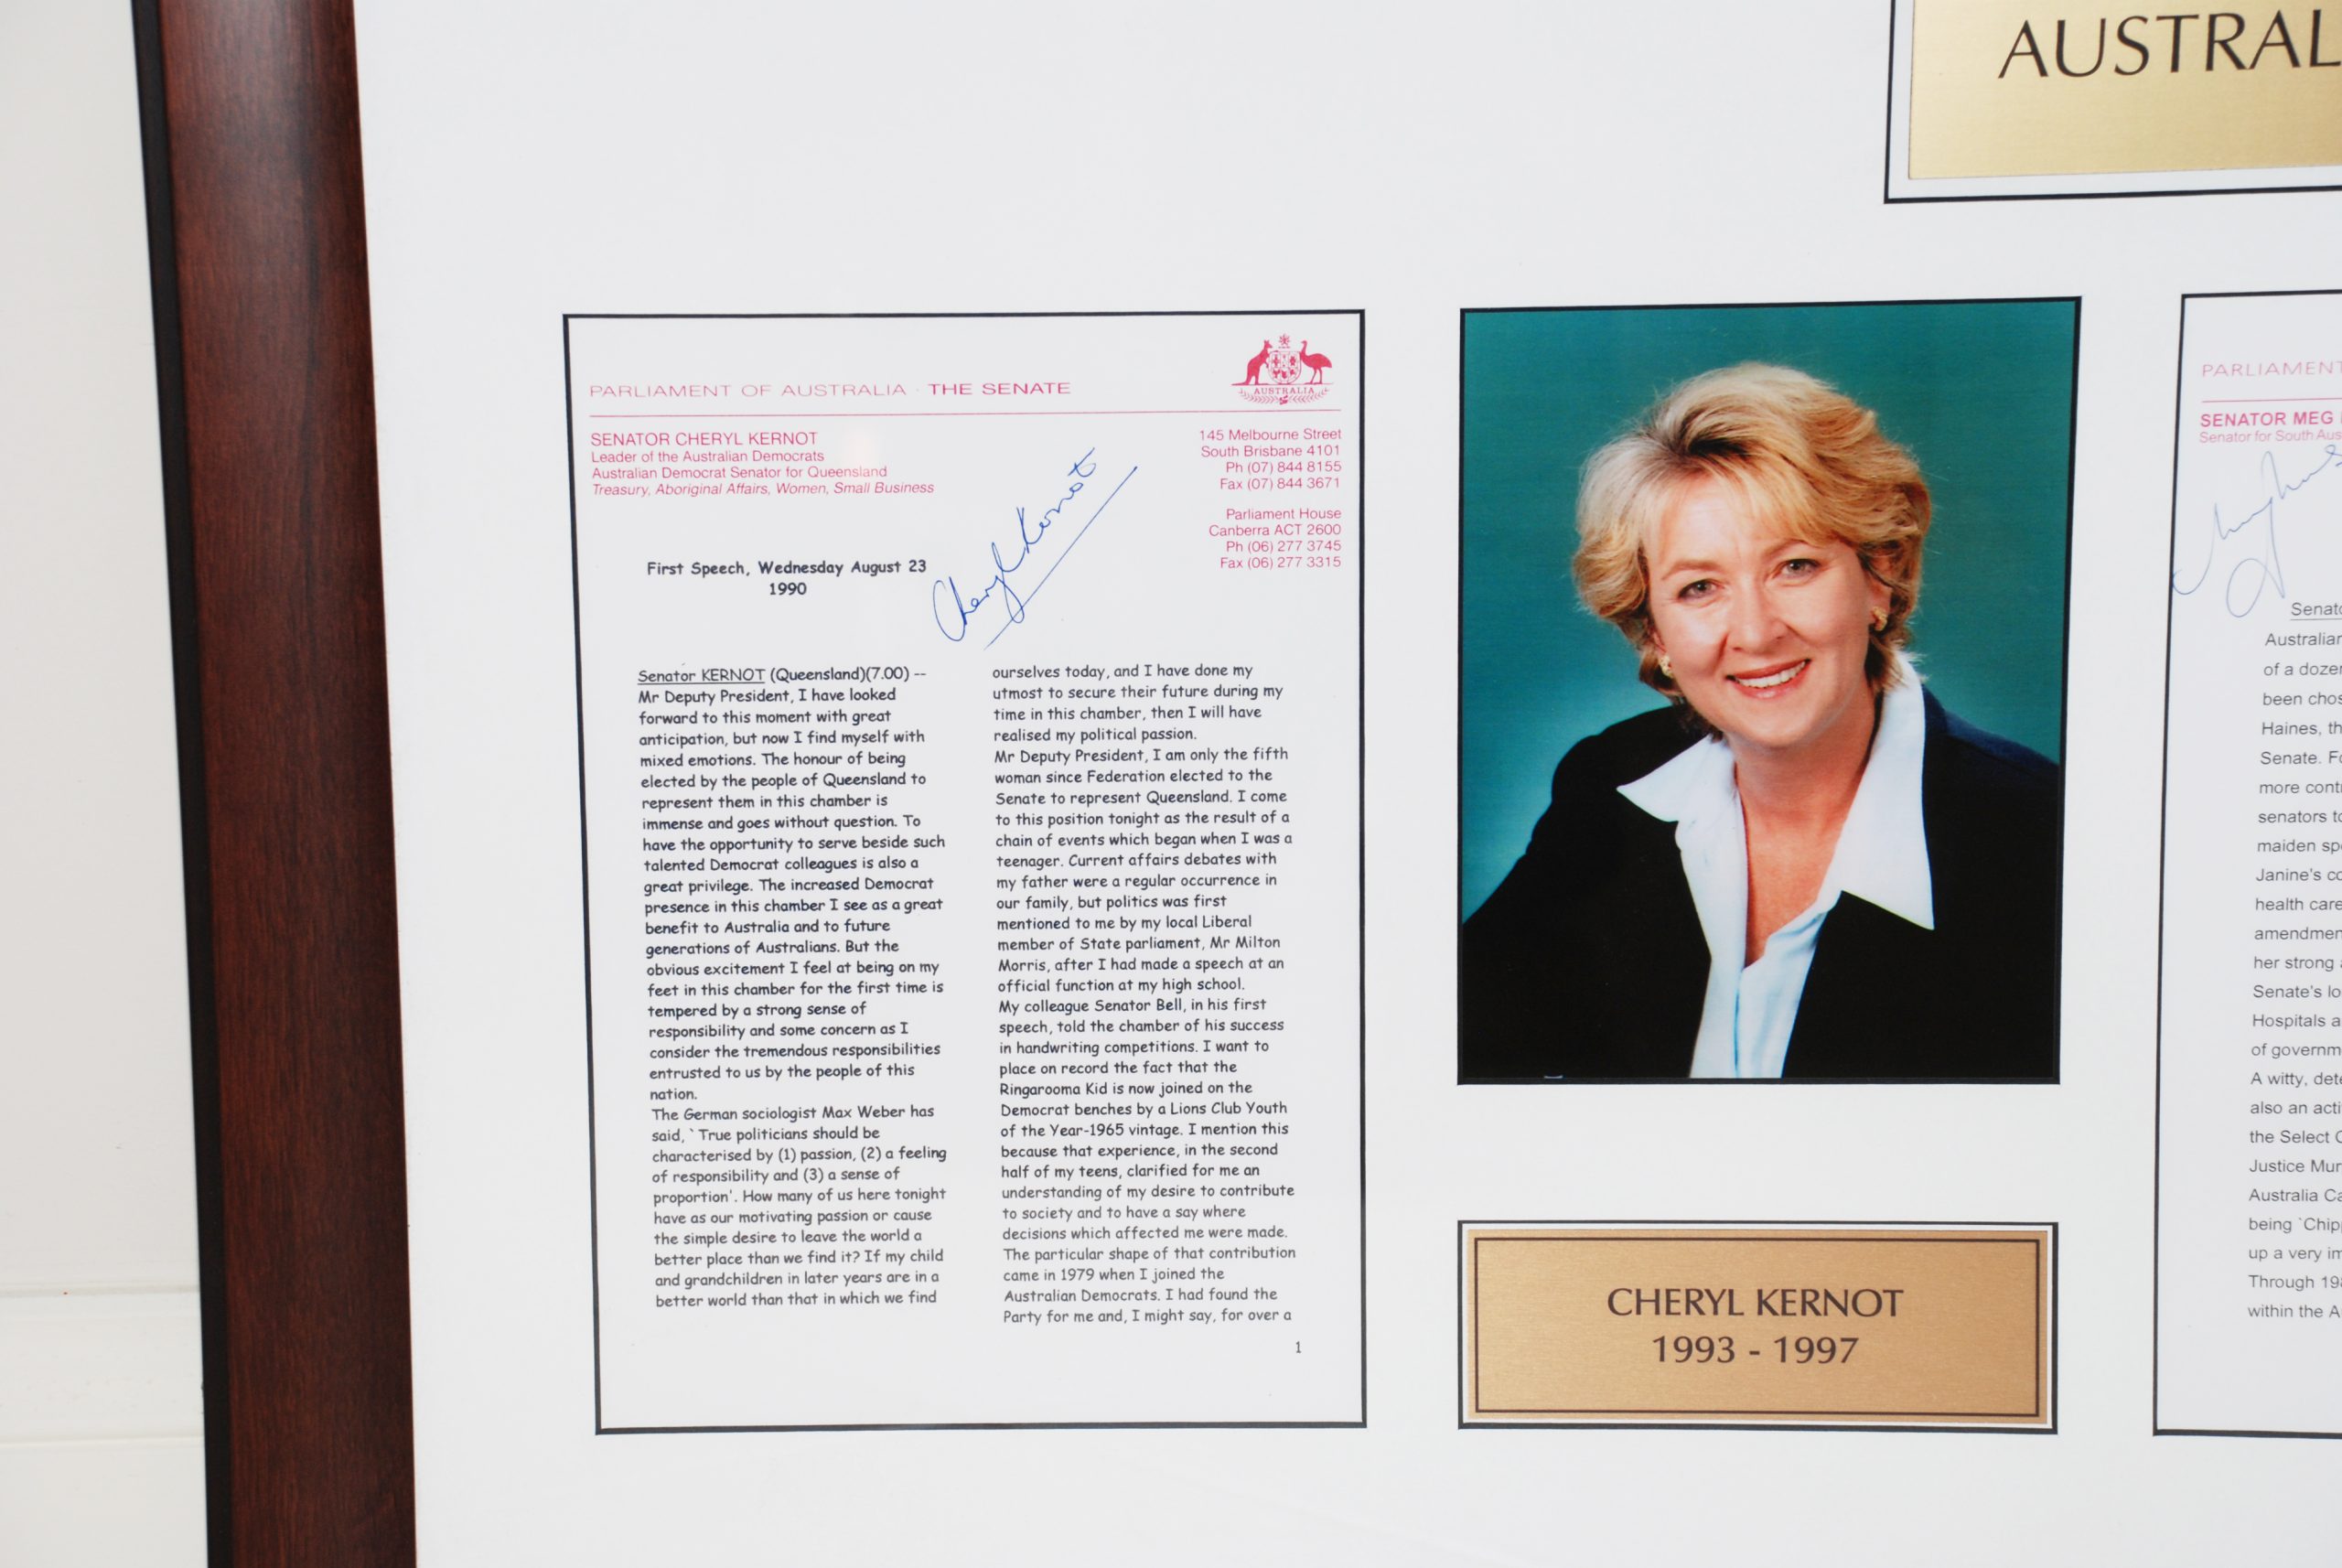 AUSTRAL
PARLIAMENT OF AUSTRALIA · THE SENATE
AUSTRALIA
SENATOR CHERYL KERNOT
Leader of the Australian Democrats
Australian Democrat Senator for Queensland
Treasury, Aboriginal Affairs, Women, Small Business
145 Melbourne Street
South Brisbane 4101
Ph (07) 844 8155
Fax (07) 844 3671
Parliament House
Canberra ACT 2600
Ph (06) 277 3745
Fax (06) 277 3315
Cheryl Kernot
First Speech, Wednesday August 23
1990
Senator KERNOT (Queensland)(7.00) --
Mr Deputy President, I have looked
forward to this moment with great
anticipation, but now I find myself with
mixed emotions. The honour of being
elected by the people of Queensland to
represent them in this chamber is
immense and goes without question. To
have the opportunity to serve beside such
talented Democrat colleagues is also a
great privilege. The increased Democrat
presence in this chamber I see as a great
benefit to Australia and to future
generations of Australians. But the
obvious excitement I feel at being on my
feet in this chamber for the first time is
tempered by a strong sense of
responsibility and some concern as I
consider the tremendous responsibilities
entrusted to us by the people of this
nation.
The German sociologist Max Weber has
said, `True politicians should be
characterised by (1) passion, (2) a feeling
of responsibility and (3) a sense of
proportion'. How many of us here tonight
have as our motivating passion or cause
the simple desire to leave the world a
better place than we find it? If my child
and grandchildren in later years are in a
better world than that in which we find
ourselves today, and I have done my
utmost to secure their future during my
time in this chamber, then I will have
realised my political passion.
Mr Deputy President, I am only the fifth
woman since Federation elected to the
Senate to represent Queensland. I come
to this position tonight as the result of a
chain of events which began when I was a
teenager. Current affairs debates with
my father were a regular occurrence in
our family, but politics was first
mentioned to me by my local Liberal
member of State parliament, Mr Milton
Morris, after I had made a speech at an
official function at my high school.
My colleague Senator Bell, in his first
speech, told the chamber of his success
in handwriting competitions. I want to
place on record the fact that the
Ringarooma Kid is now joined on the
Democrat benches by a Lions Club Youth
of the Year-1965 vintage. I mention this
because that experience, in the second
half of my teens, clarified for me an
understanding of my desire to contribute
to society and to have a say where
decisions which affected me were made.
The particular shape of that contribution
came in 1979 when I joined the
Australian Democrats. I had found the
Party for me and, I might say, for over a
1
CHERYL KERNOT
1993 - 1997
PARLIAMENT
SENATOR MEG
Senator for South Aus
Senato
Australian
of a dozen
been chos
Haines, th
Senate. Fo
more contr
senators to
maiden spe
Janine's co
health care
amendmen
her strong a
Senate's lo
Hospitals a
of governm
A witty, dete
also an acti
the Select C
Justice Mur
Australia Ca
being `Chipp
up a very im
Through 198
within the A